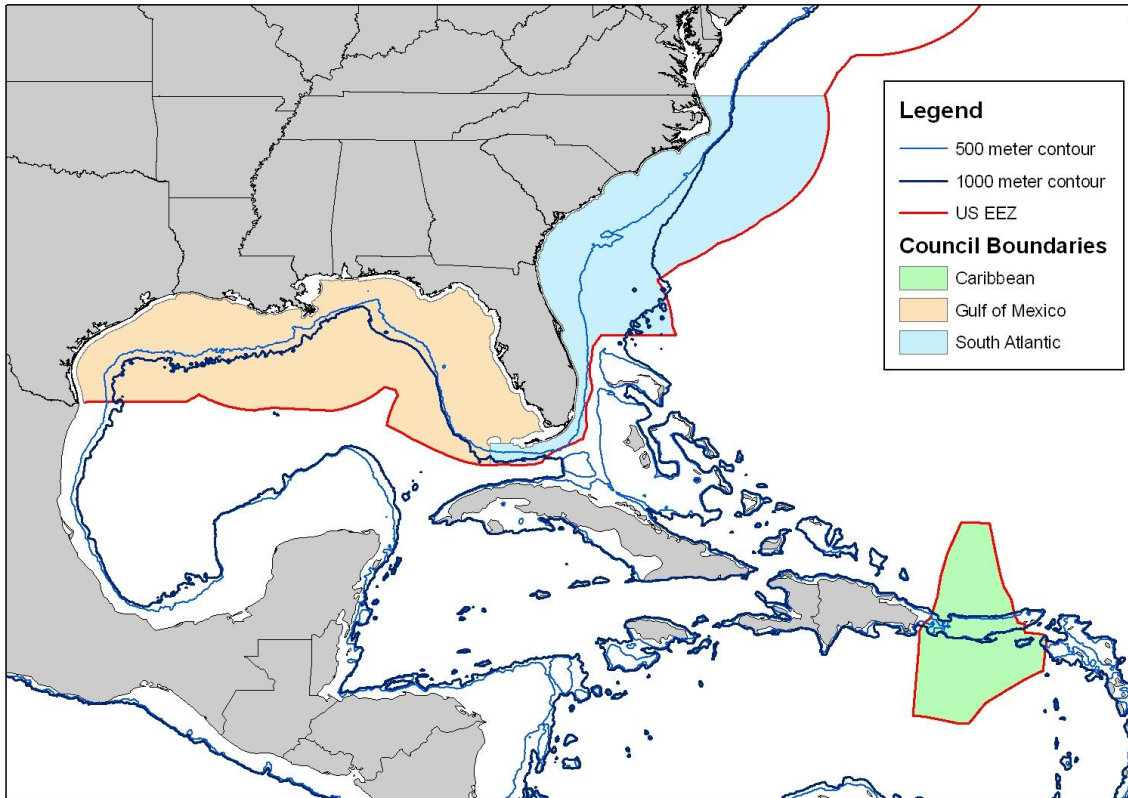 Legend
500 meter contour
1000 meter contour
US EEZ
Council Boundaries
Caribbean
Gulf of Mexico
South Atlantic